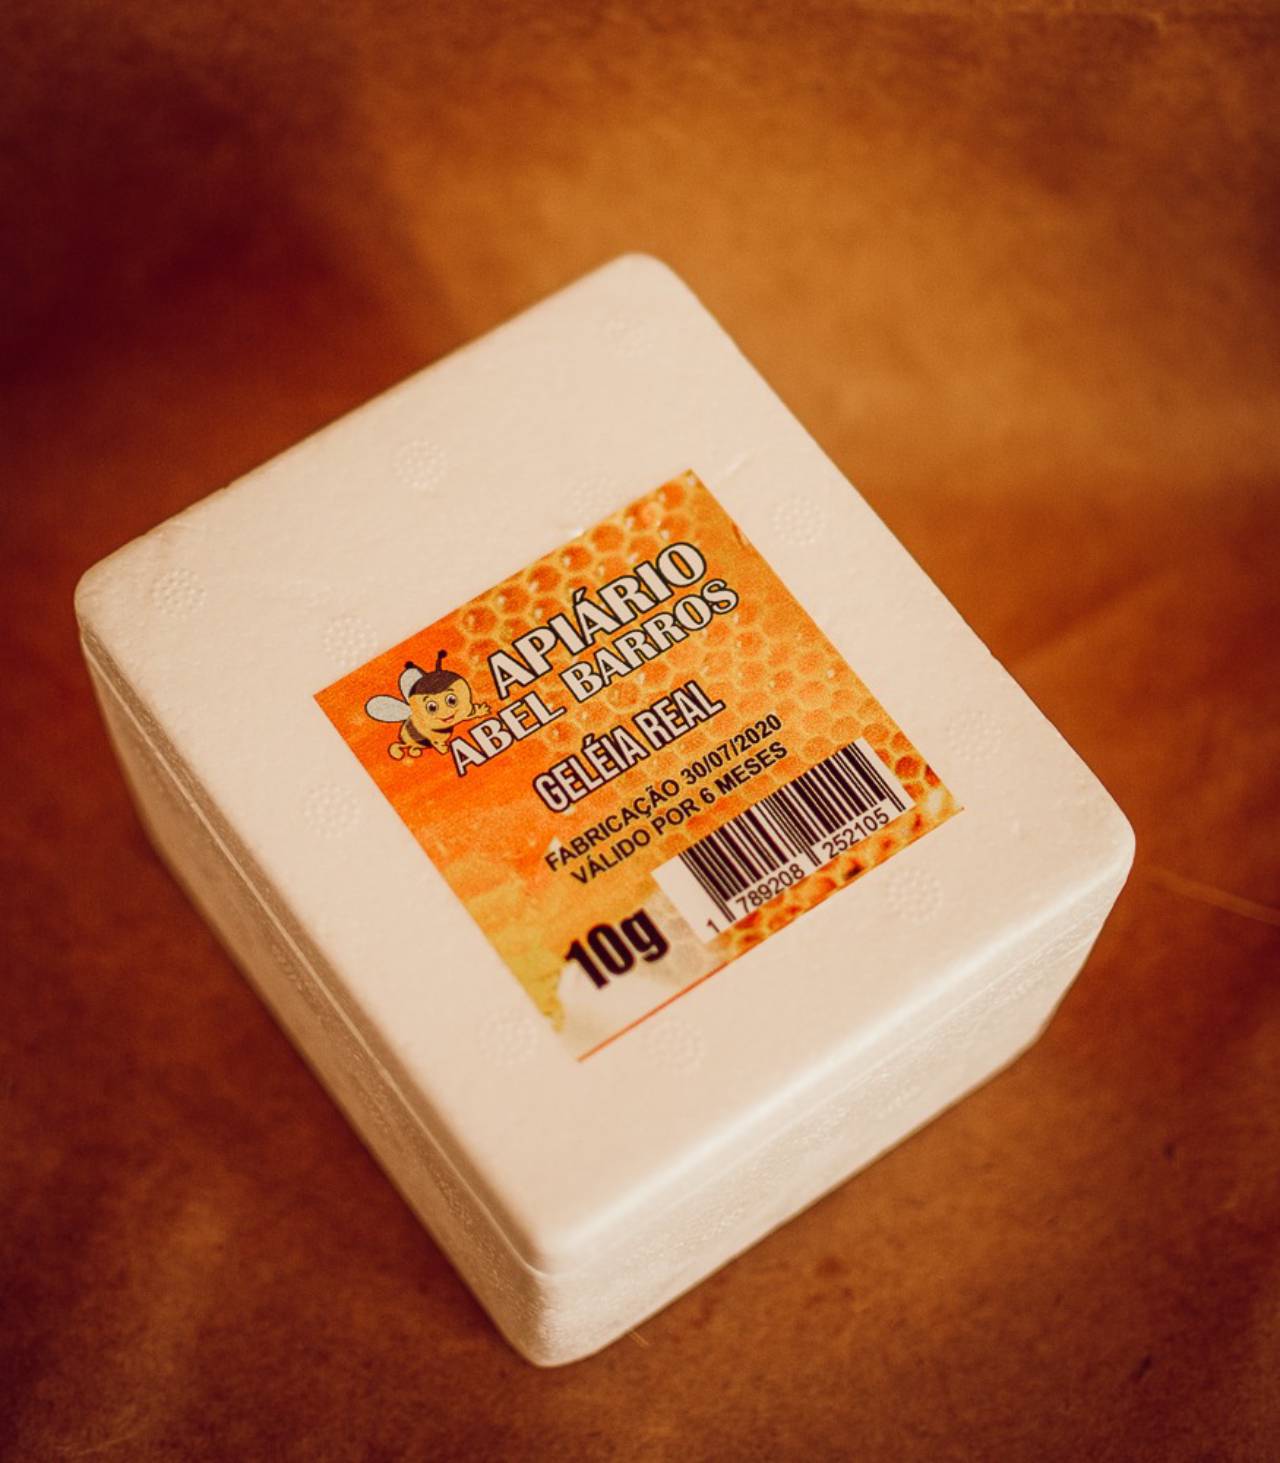 APIÁRIO
ABEL BARROS
GELÉIA REAL
FABRICAÇÃO 30/07/2020
VÁLIDO POR 6 MESES
10g
1 789208 252105